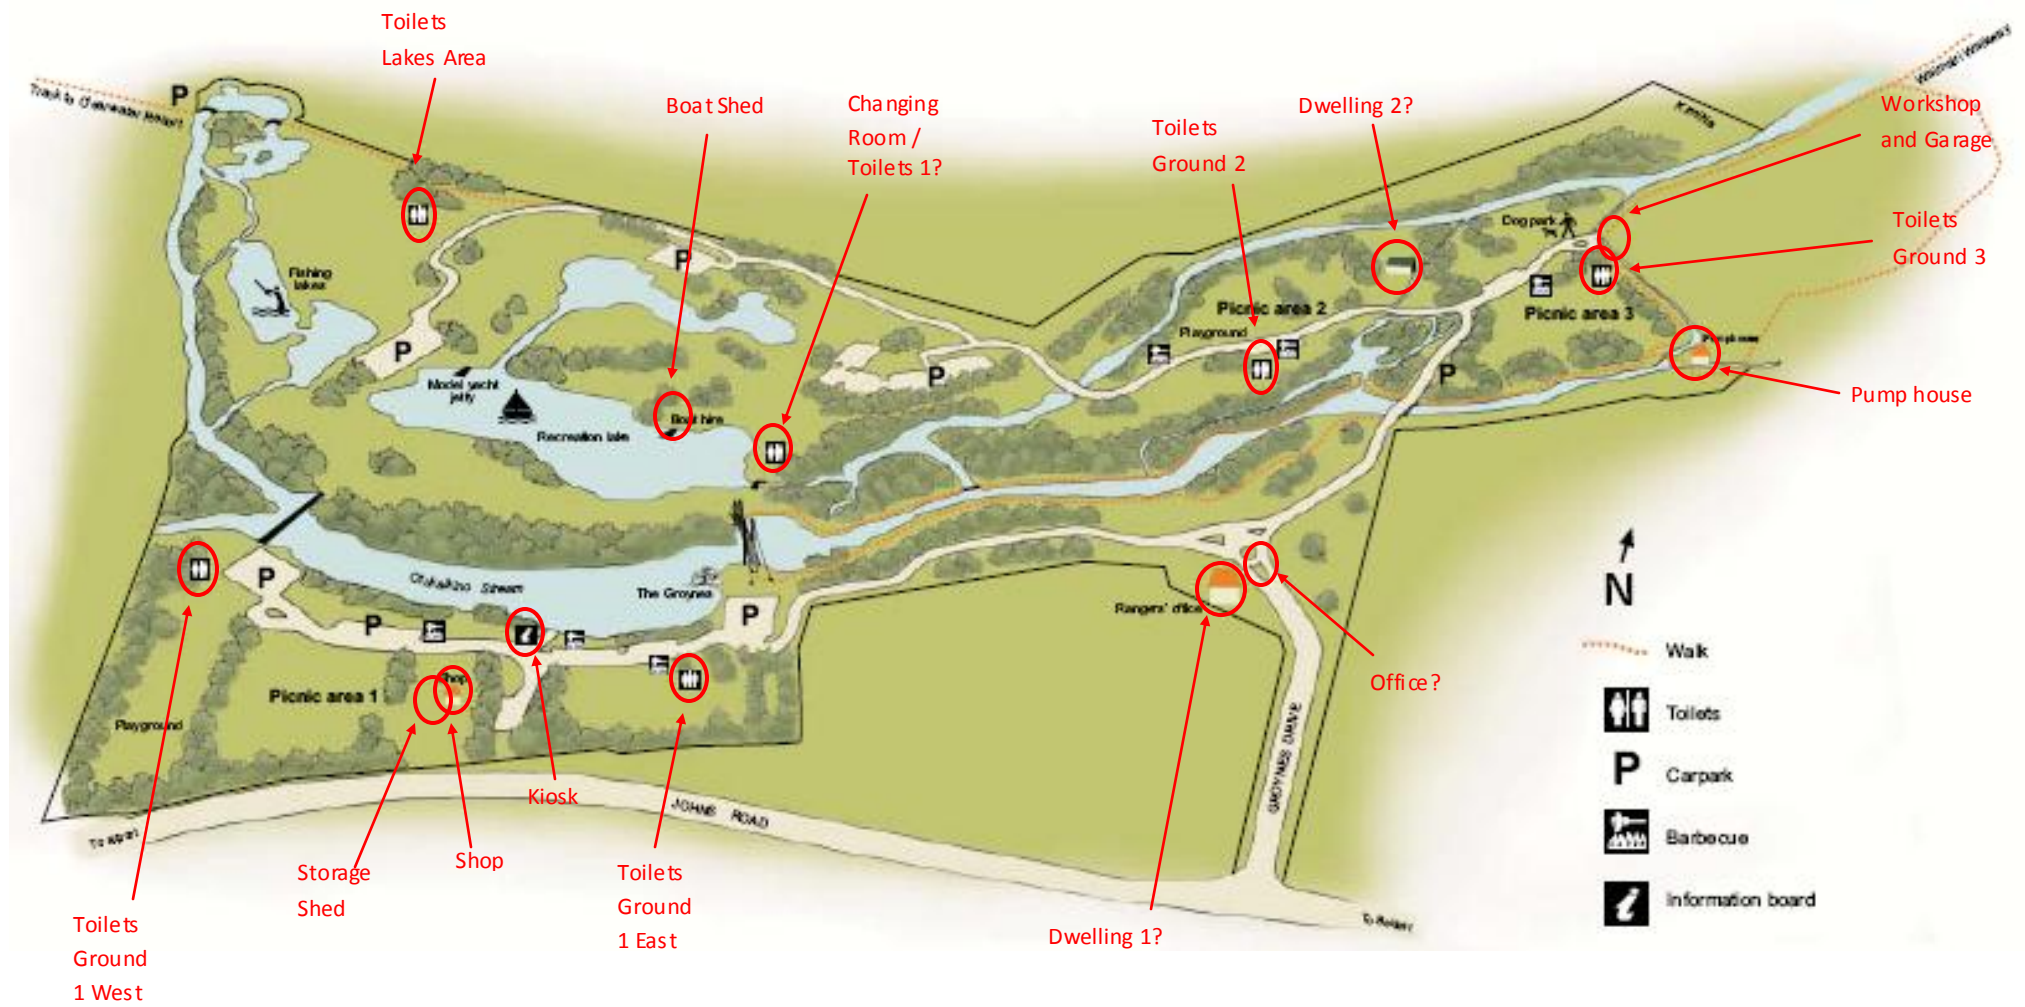 Toilets
Lakes Area
Boat Shed
Changing
Room /
Toilets 1?
Toilets
Ground 2
Dwelling 2?
Workshop
and Garage
Toilets
Ground 3
Pump house
Office?
Dwelling 1?
Toilets
Ground
1 East
Kiosk
Shop
Storage
Shed
Toilets
Ground
1 West
P
Fishing
lakes
P
P
Model yacht
jetty
Recreation lake
Boat hire
P
Picnic area 2
Playground
Dog park
Picnic area 3
P
P
P
Otukaikino Stream
The Groynes
P
Rangers' office
Picnic area 1
Shop
Playground
JOHNS ROAD
GROYNES DRIVE
N
Walk
Toilets
P
Carpark
Barbecue
i
Information board